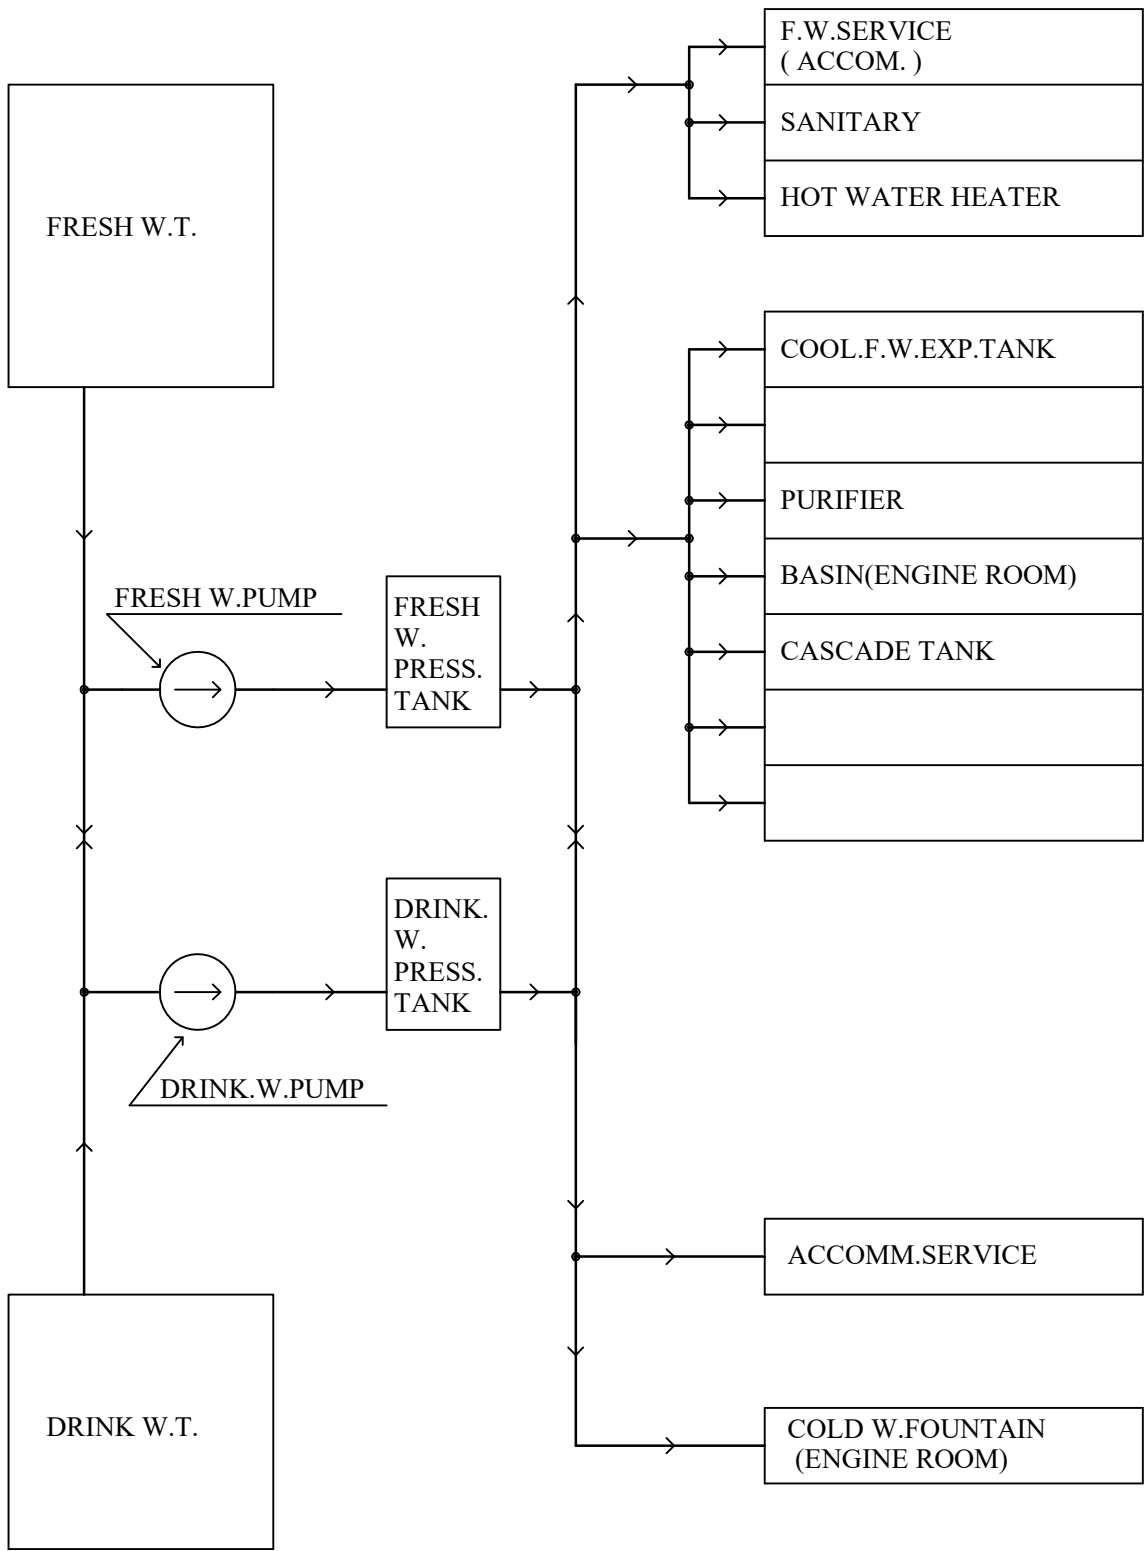 F.W.SERVICE
( ACCOM. )
SANITARY
HOT WATER HEATER
FRESH W.T.
COOL.F.W.EXP.TANK
PURIFIER
BASIN(ENGINE ROOM)
CASCADE TANK
FRESH W.PUMP
FRESH
W.
PRESS.
TANK
DRINK.
W.
PRESS.
TANK
DRINK.W.PUMP
ACCOMM.SERVICE
DRINK W.T.
COLD W.FOUNTAIN
(ENGINE ROOM)